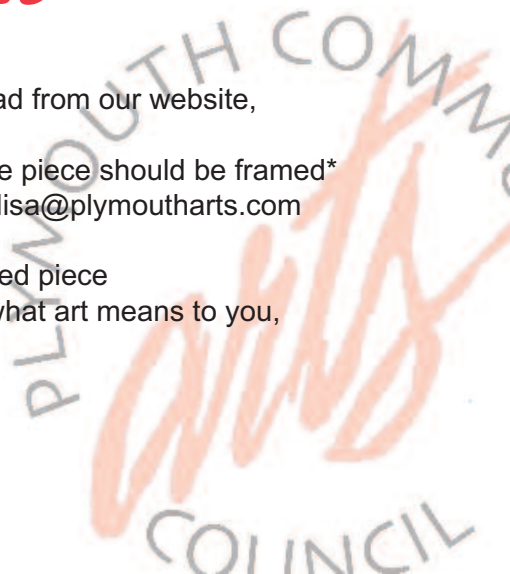 ad from our website,
e piece should be framed*
lisa@plymoutharts.com
ed piece
what art means to you,
PLYMOUTH COMM
arts
COUNCIL